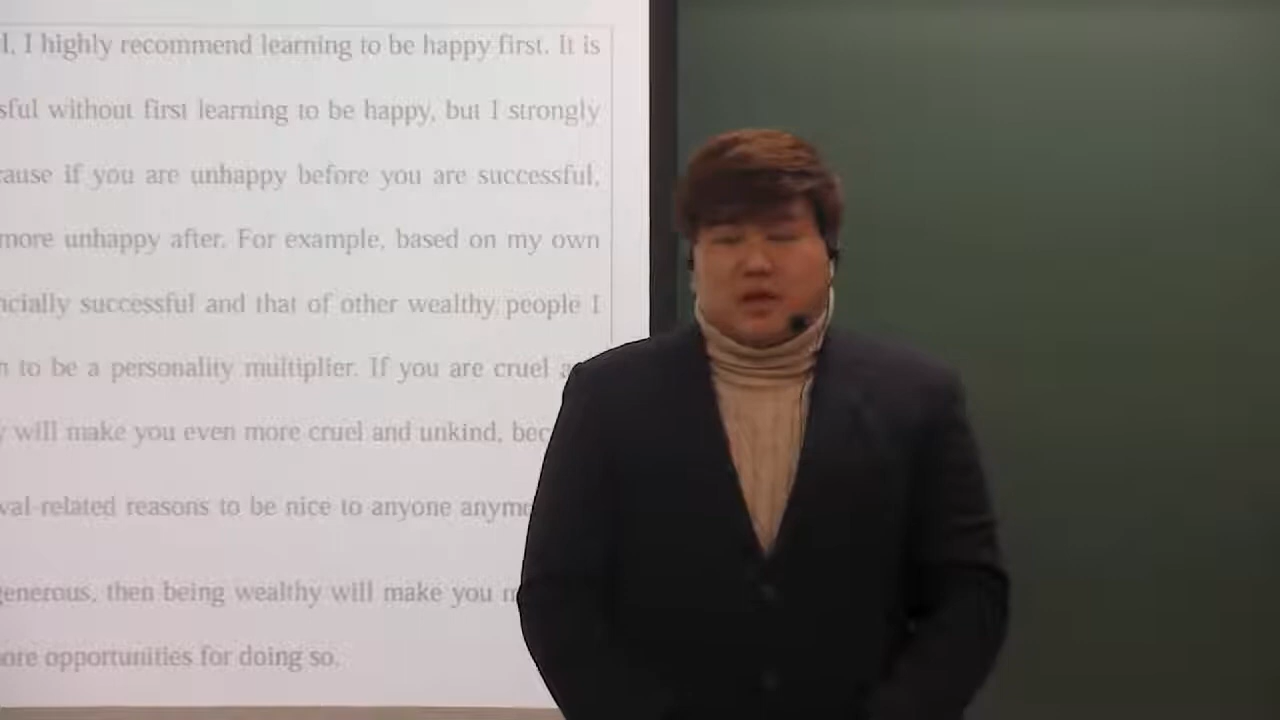 l, I highly recommend learning to be happy first. It is
sful without first learning to be happy, but I strongly
cause if you are unhappy before you are successful,
more unhappy after. For example, based on my own
ncially successful and that of other wealthy people I
n to be a personality multiplier. If you are cruel a
y will make you even more cruel and unkind, bec
val-related reasons to be nice to anyone anymo
generous, then being wealthy will make you m
ore opportunities for doing so.